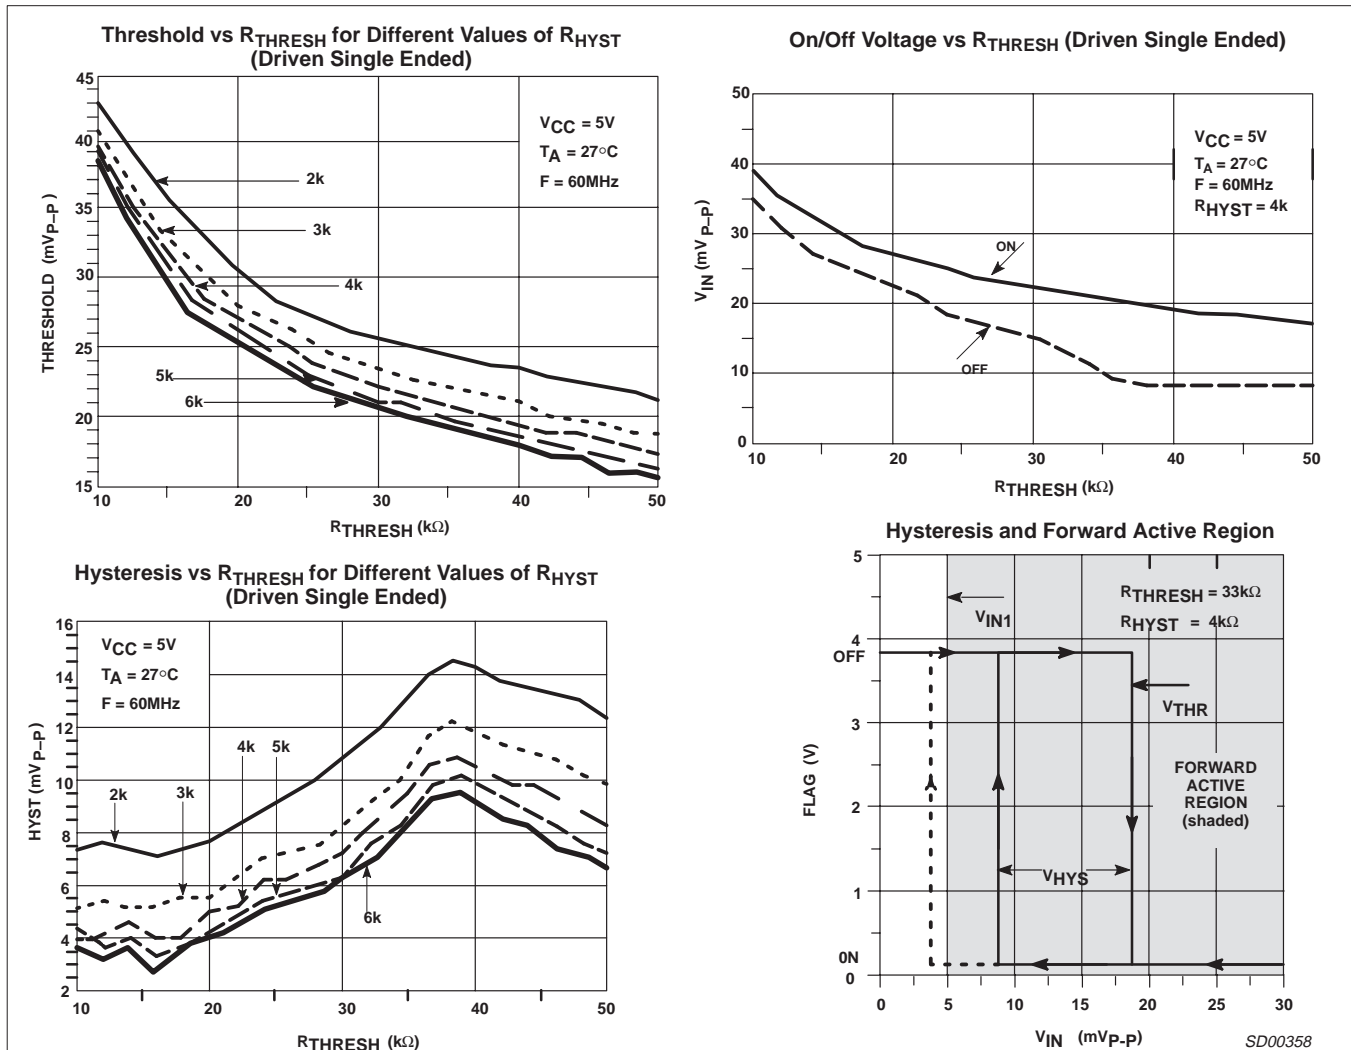 Threshold vs RTHRESH for Different Values of RHYST
(Driven Single Ended)
45
40
35
30
25
20
15
THRESHOLD (mVP–P)
VCC = 5V
TA = 27°C
F = 60MHz
2k
3k
4k
5k
6k
10
20
30
40
50
RTHRESH (kΩ)
On/Off Voltage vs RTHRESH (Driven Single Ended)
50
40
30
20
10
0
VIN (mVP–P)
VCC = 5V
TA = 27°C
F = 60MHz
RHYST = 4k
ON
OFF
10
20
30
40
50
RTHRESH (kΩ)
Hysteresis vs RTHRESH for Different Values of RHYST
(Driven Single Ended)
16
14
12
10
8
6
4
2
HYST (mVP–P)
VCC = 5V
TA = 27°C
F = 60MHz
2k
3k
4k
5k
6k
10
20
30
40
50
RTHRESH (kΩ)
Hysteresis and Forward Active Region
5
4
OFF
3
2
1
0N
0
FLAG (V)
RTHRESH = 33kΩ
RHYST = 4kΩ
VIN1
VTHR
FORWARD
ACTIVE
REGION
(shaded)
VHYS
0
5
10
15
20
25
30
VIN (mVP-P)
SD00358